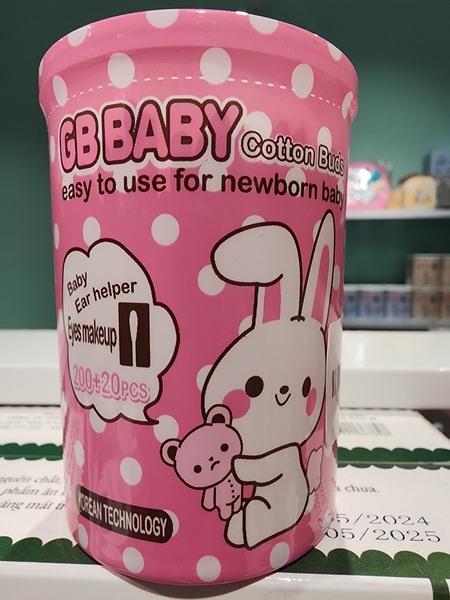 GB BABY Cotton Buds
easy to use for newborn baby
Baby
Ear helper
Eyes makeup
200±20PCS
KOREAN TECHNOLOGY
chua.
05/2024
05/2025